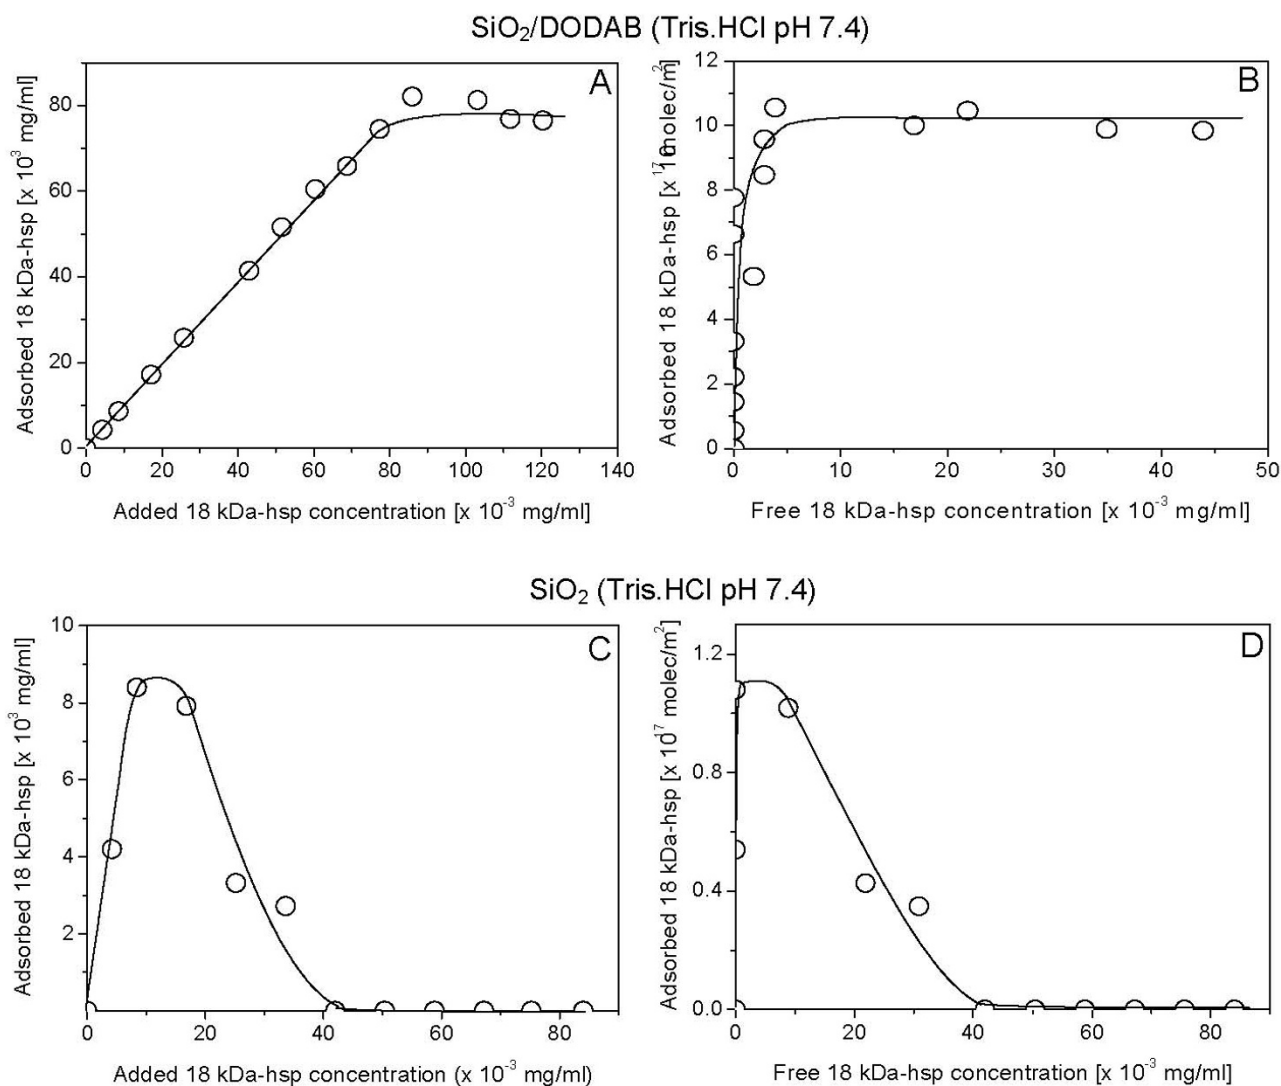 SiO₂/DODAB (Tris.HCl pH 7.4)
A
Adsorbed 18 kDa-hsp [x 10³ mg/ml]
80
60
40
20
0
0 20 40 60 80 100 120 140
Added 18 kDa-hsp concentration [x 10⁻³ mg/ml]
B
Adsorbed 18 kDa-hsp [x 10¹⁷ molec/m²]
12
10
8
6
4
2
0
0 10 20 30 40 50
Free 18 kDa-hsp concentration [x 10⁻³ mg/ml]
SiO₂ (Tris.HCl pH 7.4)
C
Adsorbed 18 kDa-hsp [x 10³ mg/ml]
10
8
6
4
2
0 20 40 60 80
Added 18 kDa-hsp concentration (x 10⁻³ mg/ml)
D
Adsorbed 18 kDa-hsp [x 10¹⁷ molec/m²]
1.2
0.8
0.4
0.0
0 20 40 60 80
Free 18 kDa-hsp concentration [x 10⁻³ mg/ml]